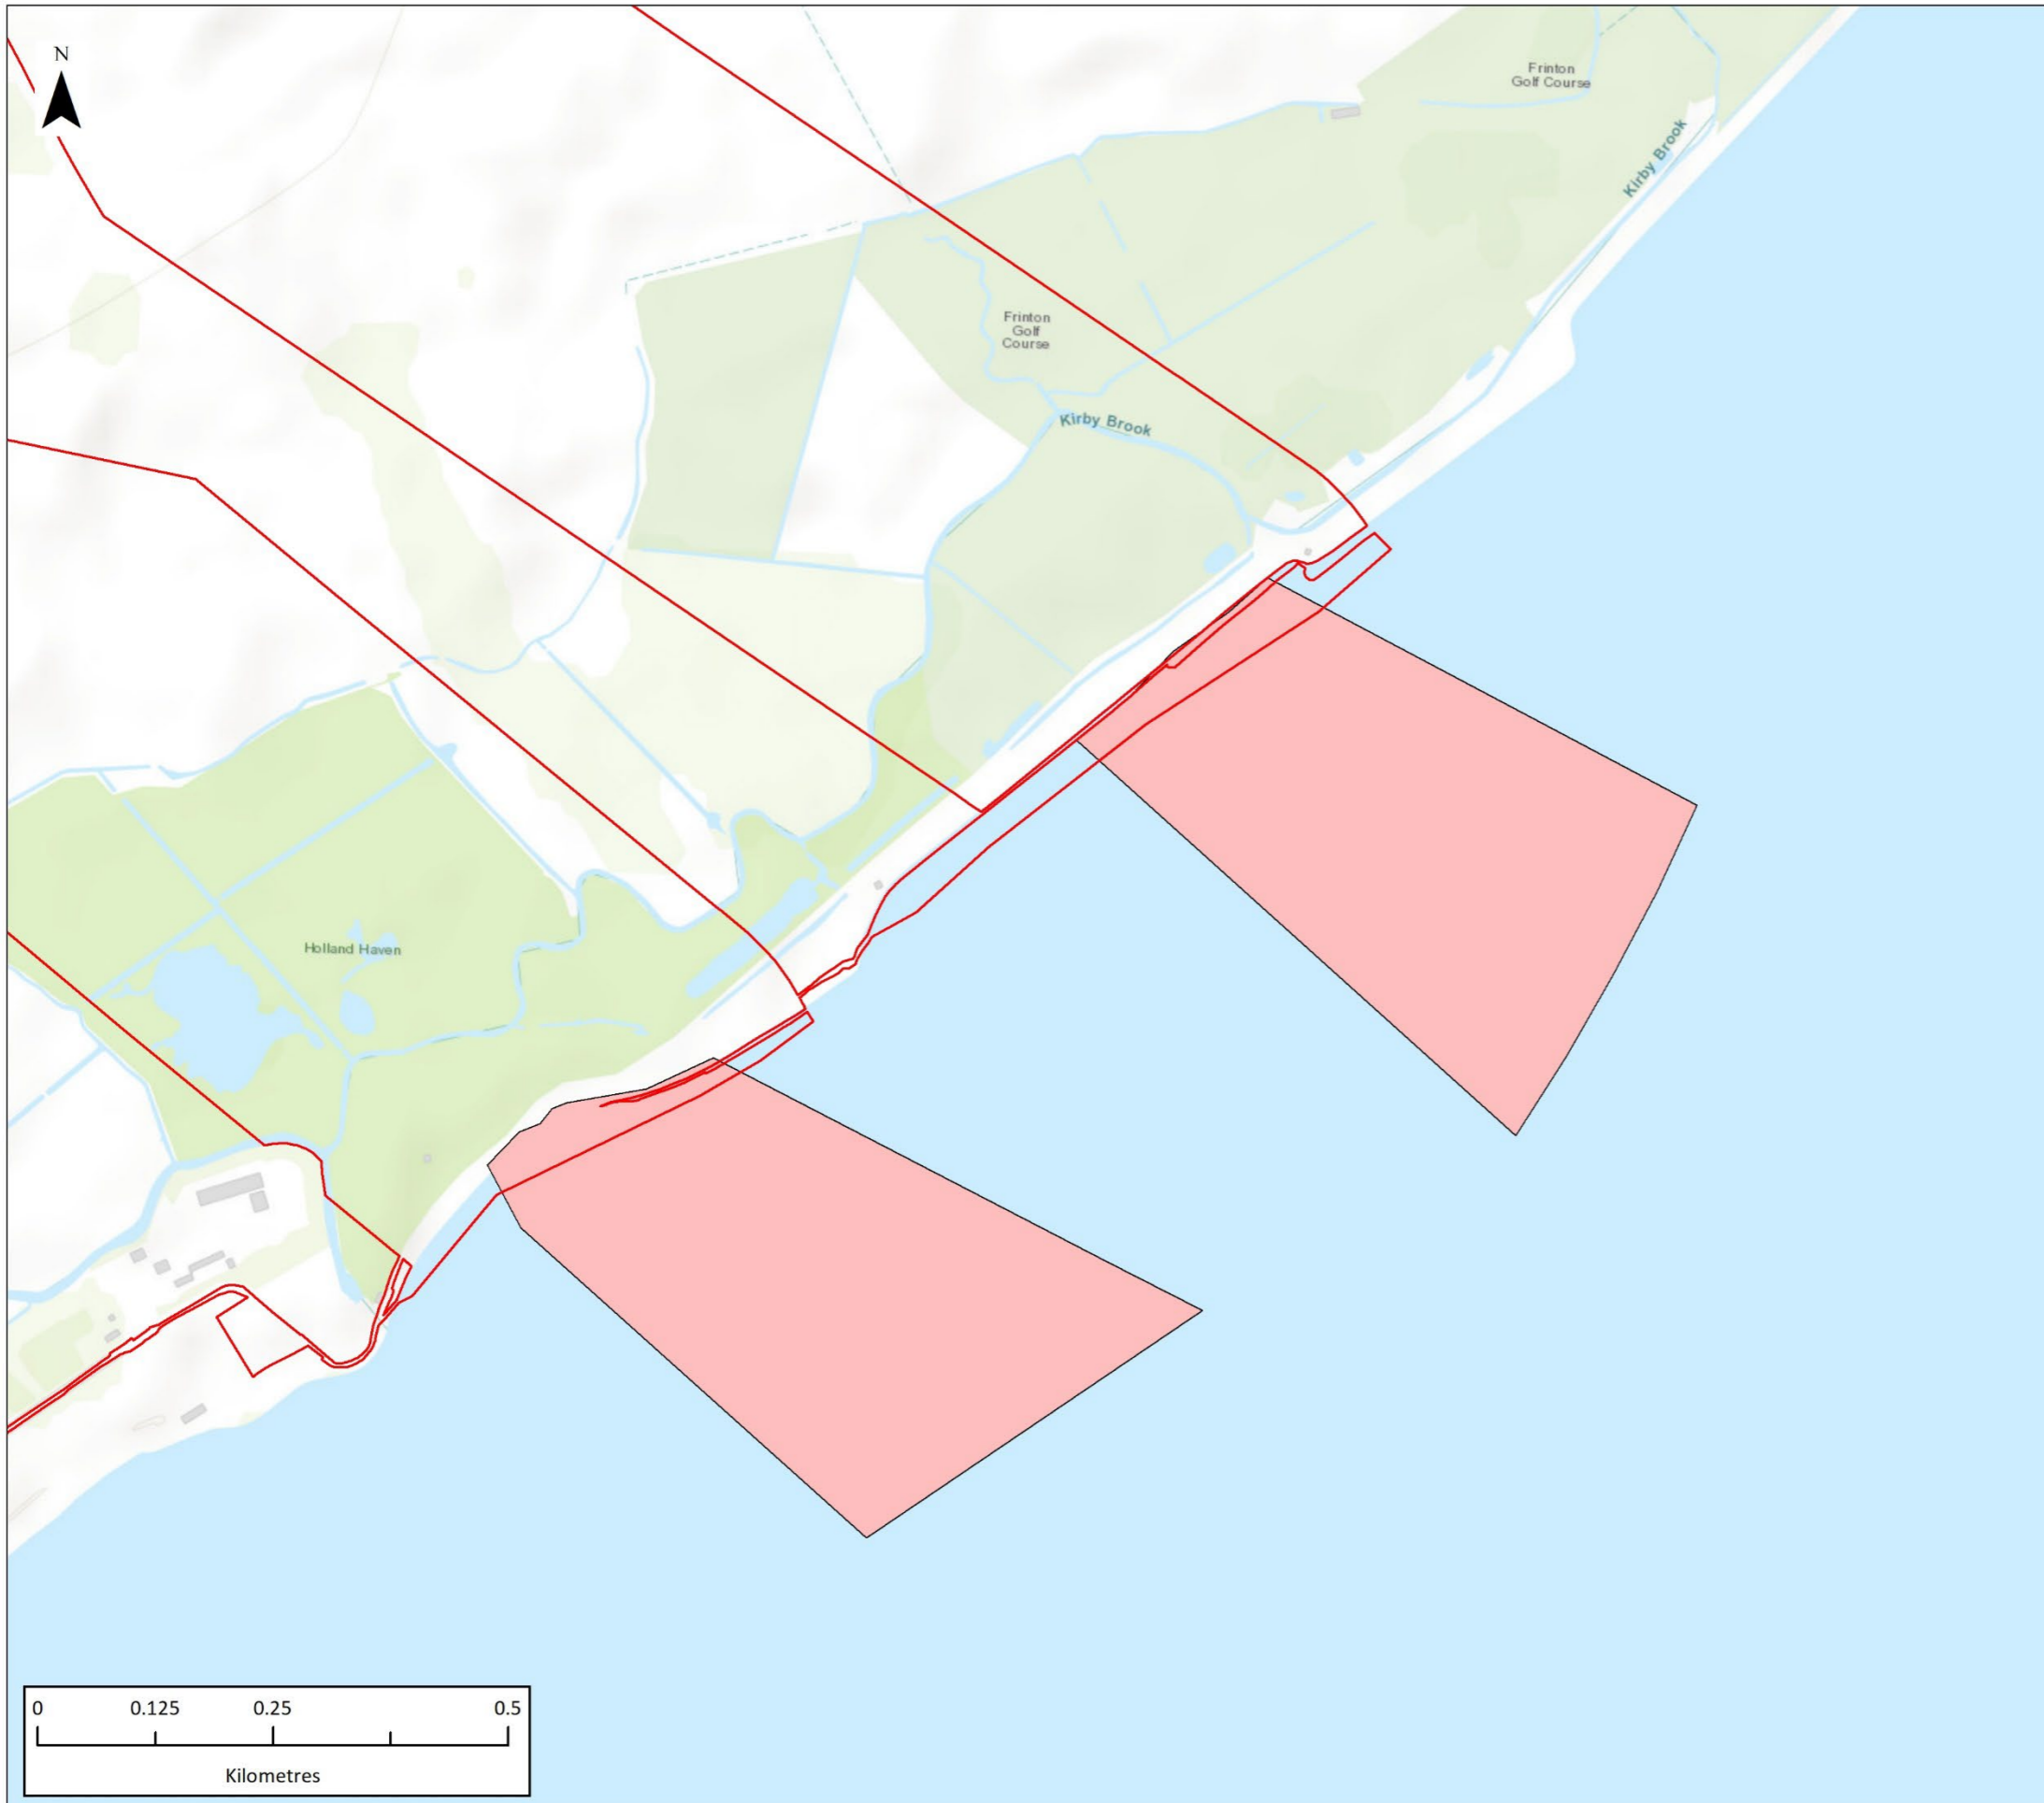 N
Frinton
Golf Course
Kirby Brook
Frinton
Golf
Course
Kirby Brook
Holland Haven
0 0.125 0.25 0.5
Kilometres